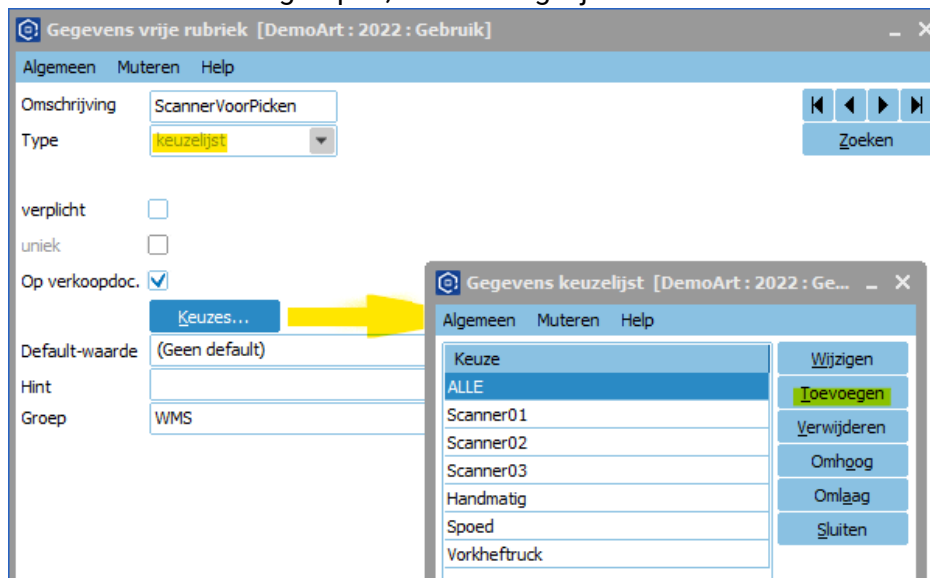 Gegevens vrije rubriek [DemoArt : 2022 : Gebruik]
Algemeen Muteren Help
Omschrijving ScannerVoorPicken
Type keuzelijst
Zoeken
verplicht
uniek
Op verkoopdoc.
Keuzes...
Default-waarde (Geen default)
Hint
Groep WMS
Gegevens keuzelijst [DemoArt : 2022 : Ge...
Algemeen Muteren Help
Keuze
ALLE
Scanner01
Scanner02
Scanner03
Handmatig
Spoed
Vorkheftruck
Wijzigen
Toevoegen
Verwijderen
Omhoog
Omlaag
Sluiten